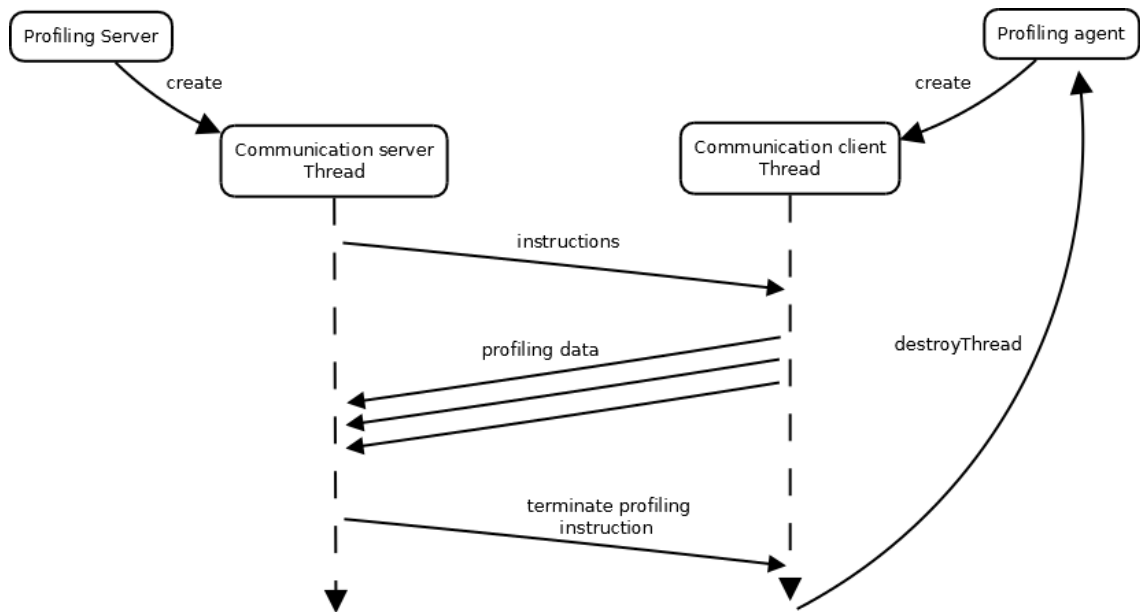 Profiling Server
Profiling agent
create
create
Communication server
Thread
Communication client
Thread
instructions
profiling data
destroyThread
terminate profiling
instruction